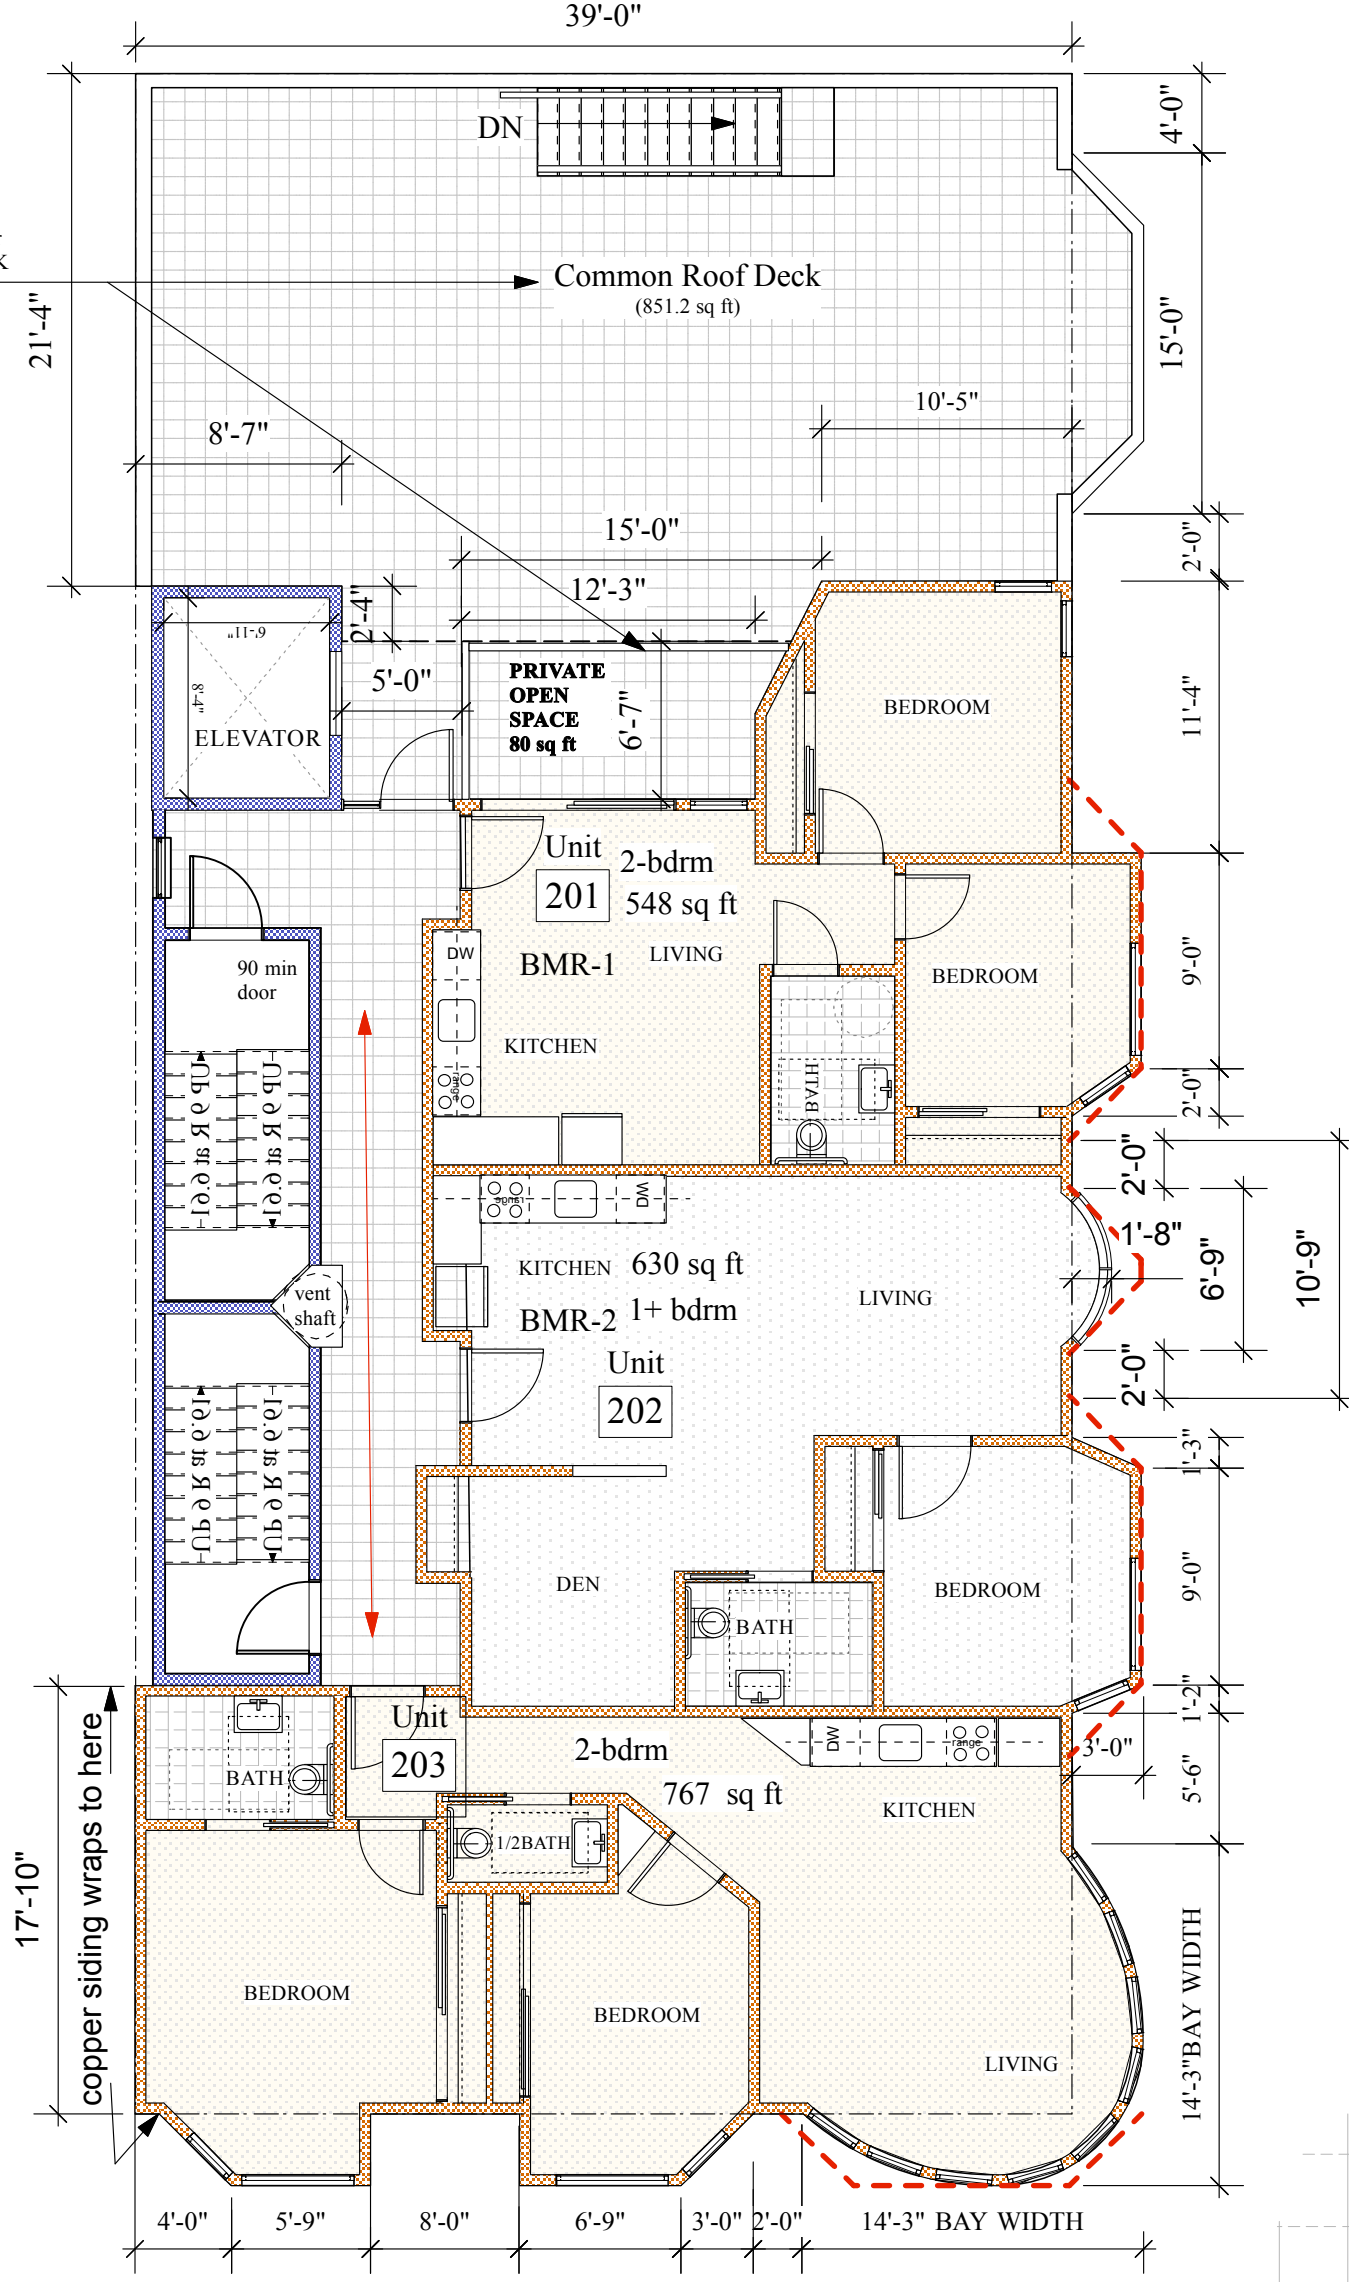 39'-0"
4'-0"
DN
K
Common Roof Deck
(851.2 sq ft)
21'-4"
15'-0"
10'-5"
8'-7"
15'-0"
2'-0"
12'-3"
2'-4"
6'-11"
8'-4"
ELEVATOR
5'-0"
PRIVATE
OPEN
SPACE
80 sq ft
6'-7"
BEDROOM
11'-4"
Unit
201
2-bdrm
548 sq ft
BMR-1
LIVING
DW
90 min
door
KITCHEN
range
BEDROOM
9'-0"
BATH
2'-0"
UP 9 R at 6.61
UP 9 R at 6.61
2'-0"
range
DW
1'-8"
6'-9"
10'-9"
KITCHEN
630 sq ft
BMR-2
1+ bdrm
LIVING
vent
shaft
Unit
202
2'-0"
1'-3"
UP 9 R at 6.61
UP 9 R at 6.61
DEN
BATH
BEDROOM
9'-0"
1'-2"
Unit
203
2-bdrm
767 sq ft
DW
range
3'-0"
5'-6"
KITCHEN
BATH
1/2BATH
17'-10"
copper siding wraps to here
BEDROOM
BEDROOM
LIVING
14'-3"BAY WIDTH
4'-0"
5'-9"
8'-0"
6'-9"
3'-0"
2'-0"
14'-3" BAY WIDTH